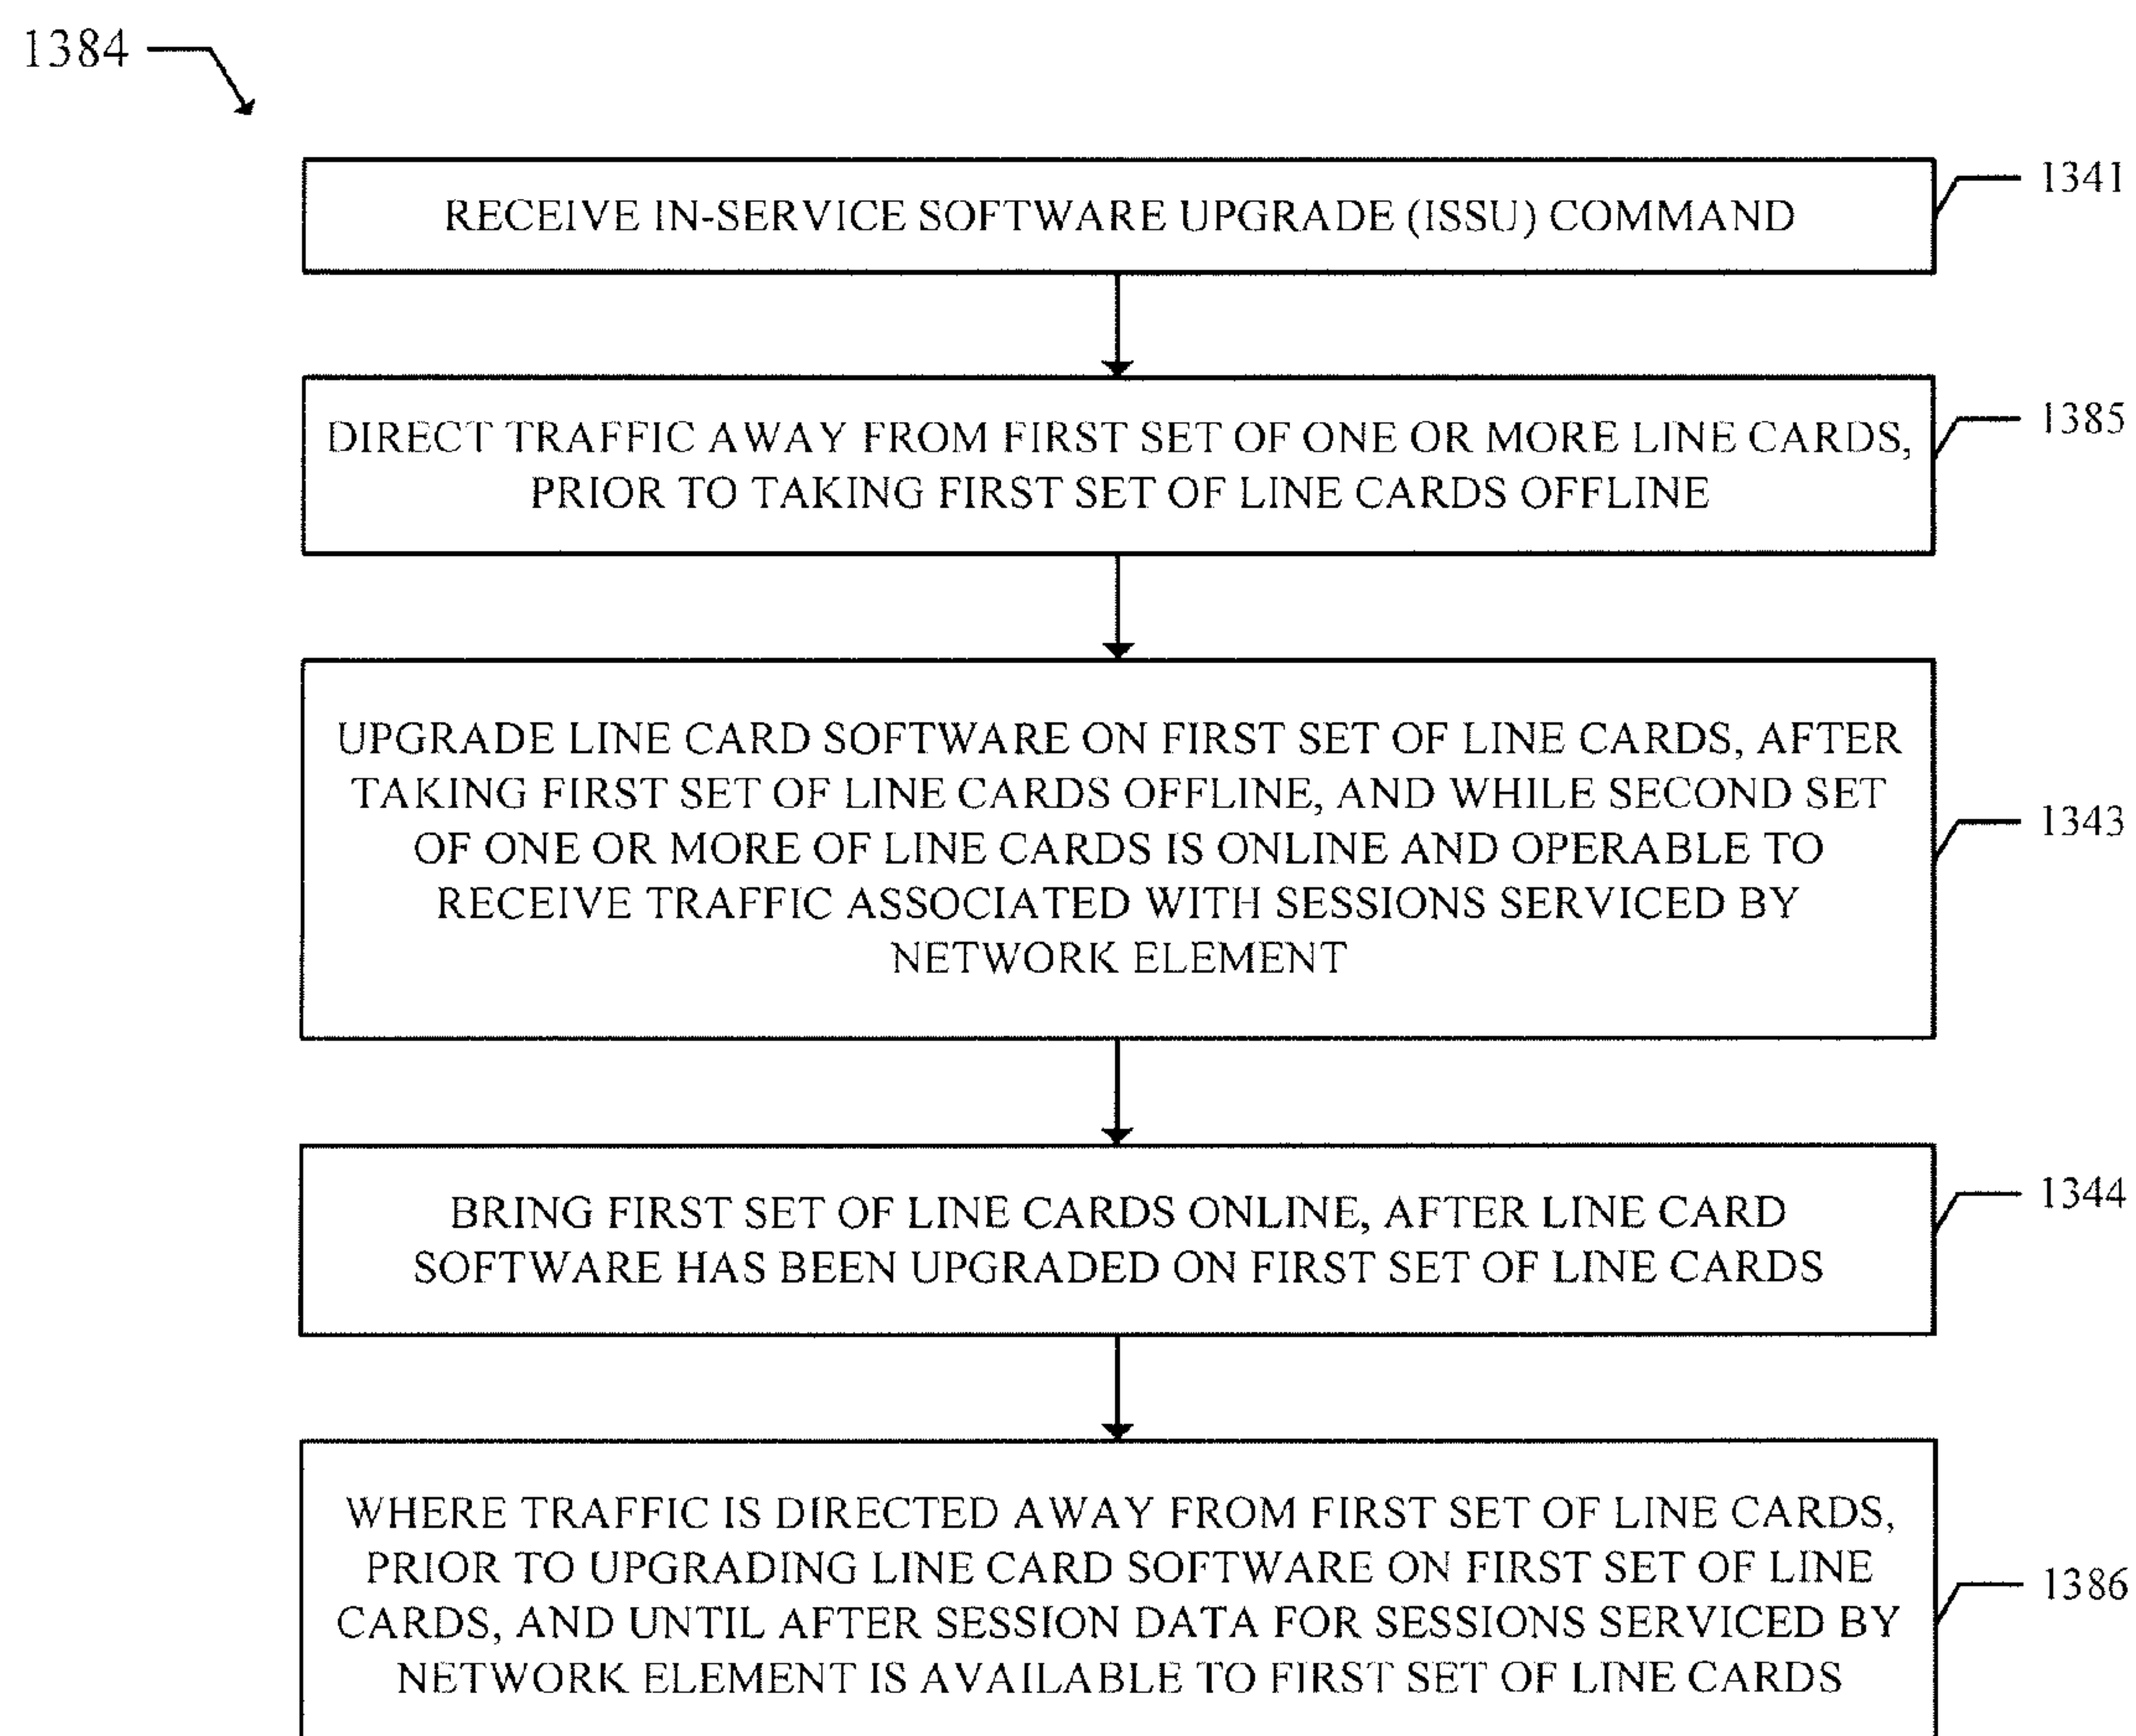 1384
RECEIVE IN-SERVICE SOFTWARE UPGRADE (ISSU) COMMAND
1341
DIRECT TRAFFIC AWAY FROM FIRST SET OF ONE OR MORE LINE CARDS,
PRIOR TO TAKING FIRST SET OF LINE CARDS OFFLINE
1385
UPGRADE LINE CARD SOFTWARE ON FIRST SET OF LINE CARDS, AFTER
TAKING FIRST SET OF LINE CARDS OFFLINE, AND WHILE SECOND SET
OF ONE OR MORE OF LINE CARDS IS ONLINE AND OPERABLE TO
RECEIVE TRAFFIC ASSOCIATED WITH SESSIONS SERVICED BY
NETWORK ELEMENT
1343
BRING FIRST SET OF LINE CARDS ONLINE, AFTER LINE CARD
SOFTWARE HAS BEEN UPGRADED ON FIRST SET OF LINE CARDS
1344
WHERE TRAFFIC IS DIRECTED AWAY FROM FIRST SET OF LINE CARDS,
PRIOR TO UPGRADING LINE CARD SOFTWARE ON FIRST SET OF LINE
CARDS, AND UNTIL AFTER SESSION DATA FOR SESSIONS SERVICED BY
NETWORK ELEMENT IS AVAILABLE TO FIRST SET OF LINE CARDS
1386